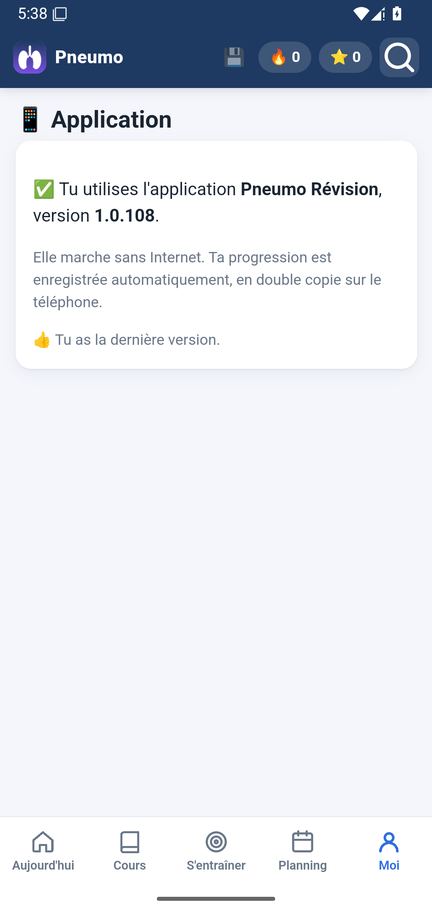 5:38
Pneumo
🔥 0
⭐ 0
📱 Application
✅ Tu utilises l'application Pneumo Révision,
version 1.0.108.
Elle marche sans Internet. Ta progression est
enregistrée automatiquement, en double copie sur le
téléphone.
👍 Tu as la dernière version.
Aujourd'hui
Cours
S'entraîner
Planning
Moi